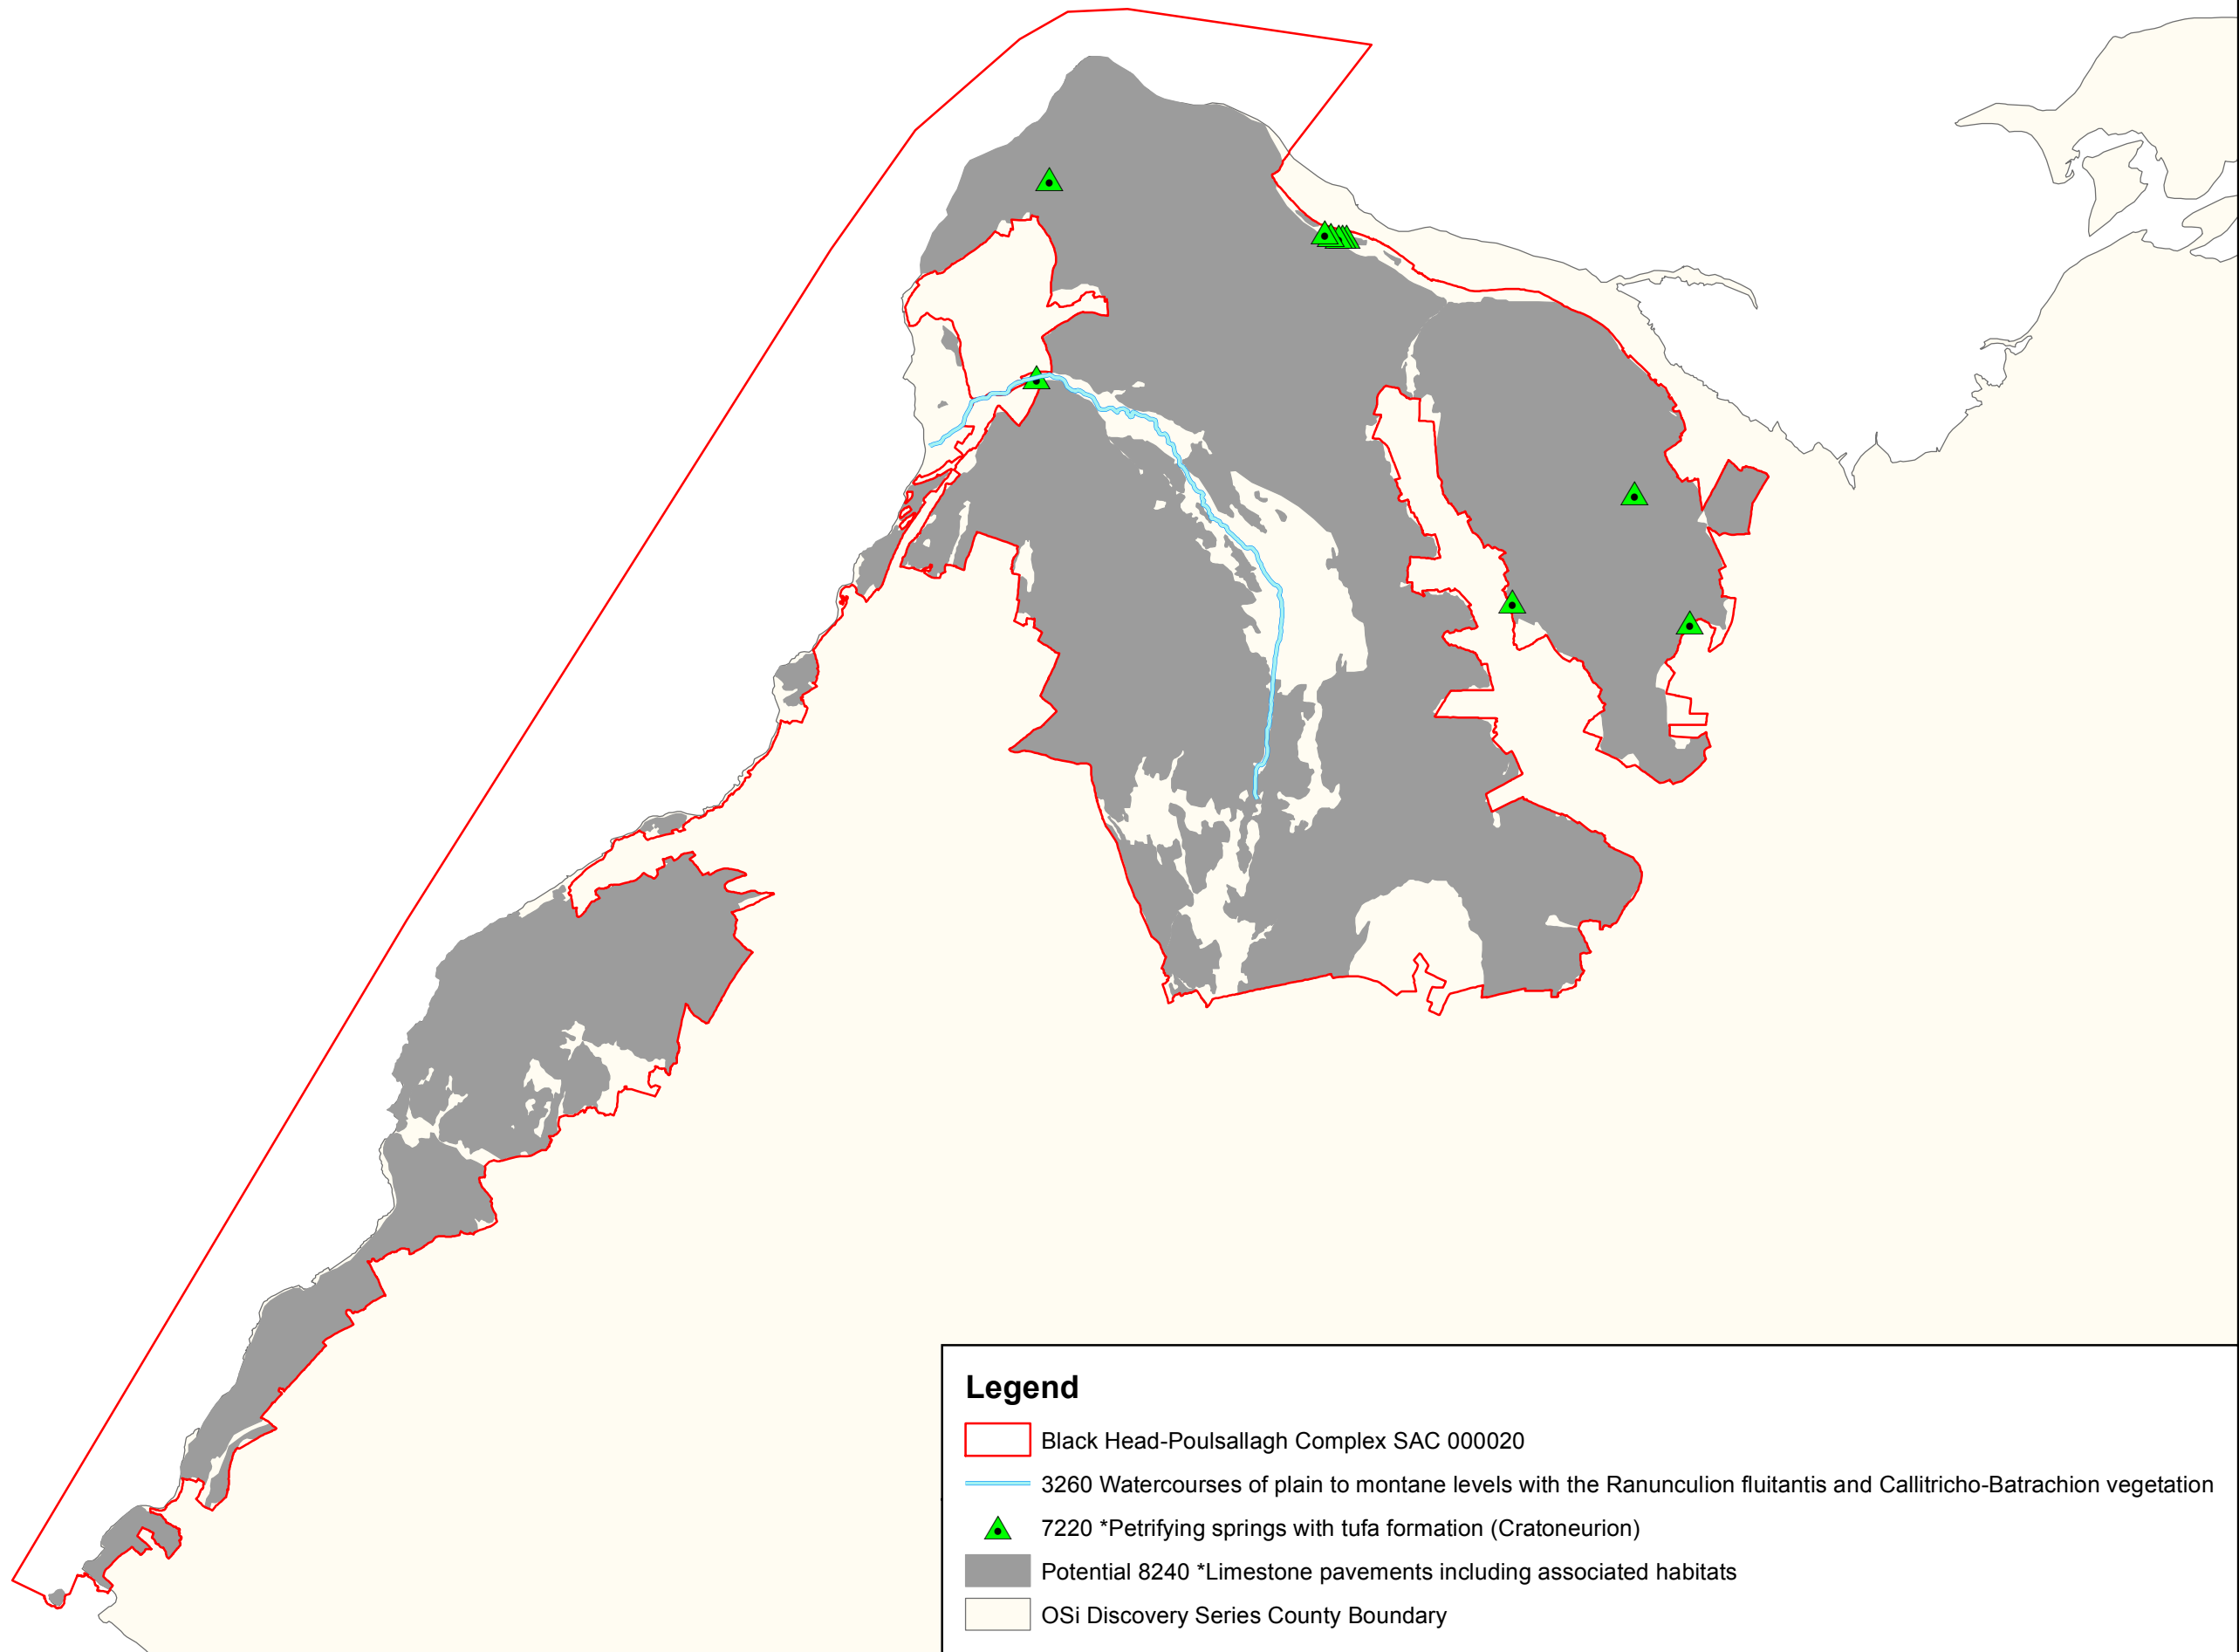 Legend
Black Head-Poulsallagh Complex SAC 000020
3260 Watercourses of plain to montane levels with the Ranunculion fluitantis and Callitricho-Batrachion vegetation
7220 *Petrifying springs with tufa formation (Cratoneurion)
Potential 8240 *Limestone pavements including associated habitats
OSi Discovery Series County Boundary